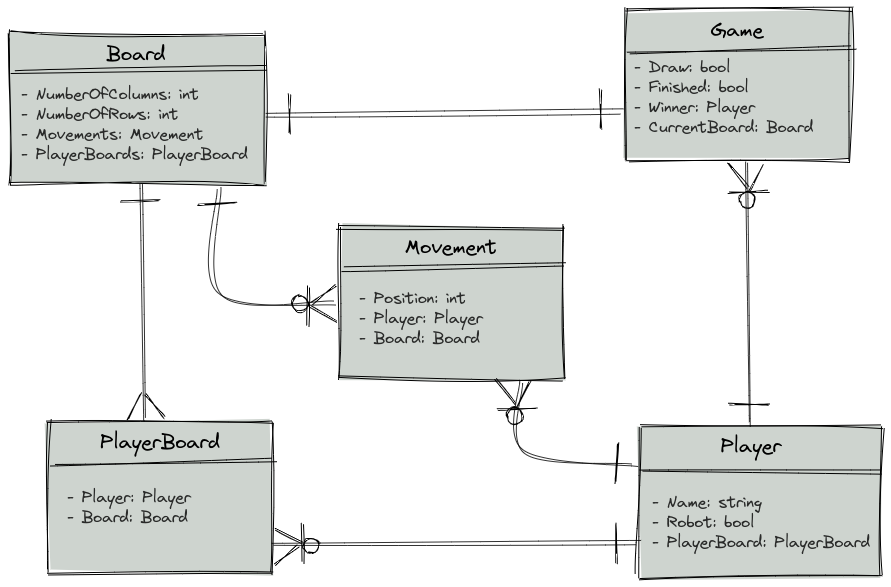 Board
- NumberOfColumns: int
- NumberOfRows: int
- Movements: Movement
- PlayerBoards: PlayerBoard
Game
- Draw: bool
- Finished: bool
- Winner: Player
- CurrentBoard: Board
Movement
- Position: int
- Player: Player
- Board: Board
PlayerBoard
- Player: Player
- Board: Board
Player
- Name: string
- Robot: bool
- PlayerBoard: PlayerBoard